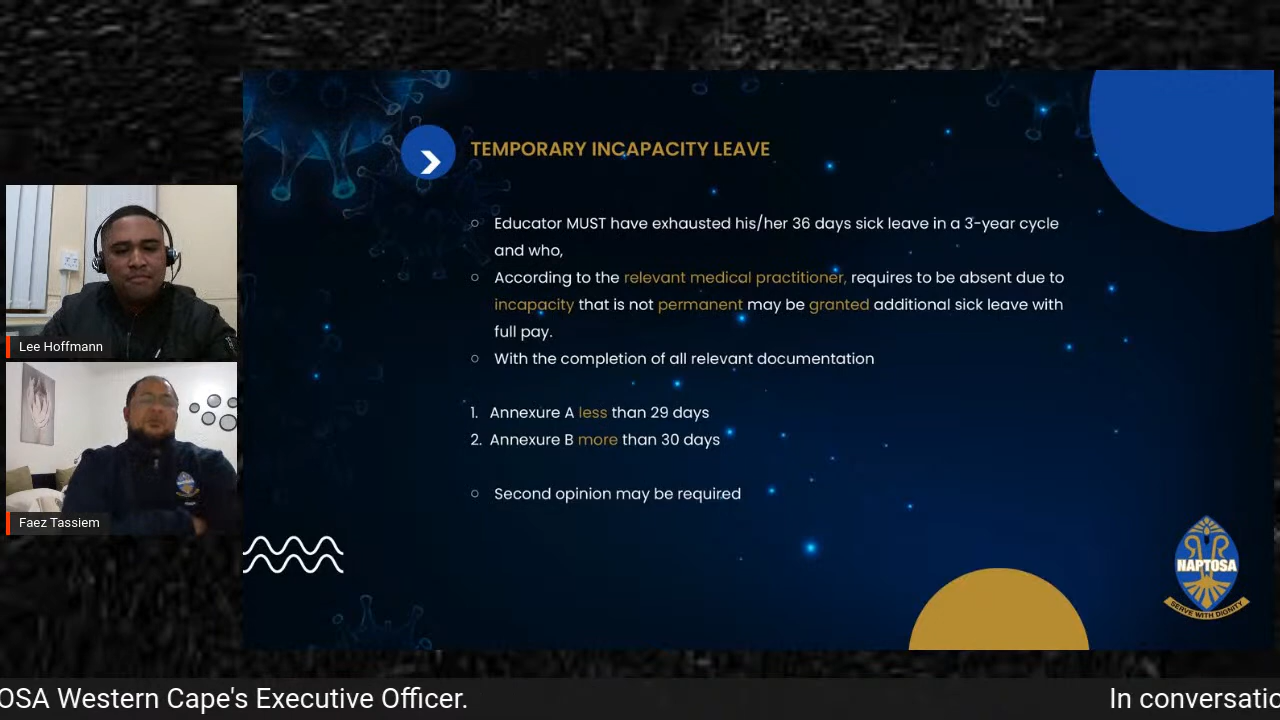 TEMPORARY INCAPACITY LEAVE
Educator MUST have exhausted his/her 36 days sick leave in a 3-year cycle
and who,
According to the relevant medical practitioner, requires to be absent due to
incapacity that is not permanent may be granted additional sick leave with
full pay.
With the completion of all relevant documentation
1. Annexure A less than 29 days
2. Annexure B more than 30 days
Second opinion may be required
Lee Hoffmann
Faez Tassiem
NAPTOSA
SERVE WITH DIGNITY
OSA Western Cape's Executive Officer.
In conversatio